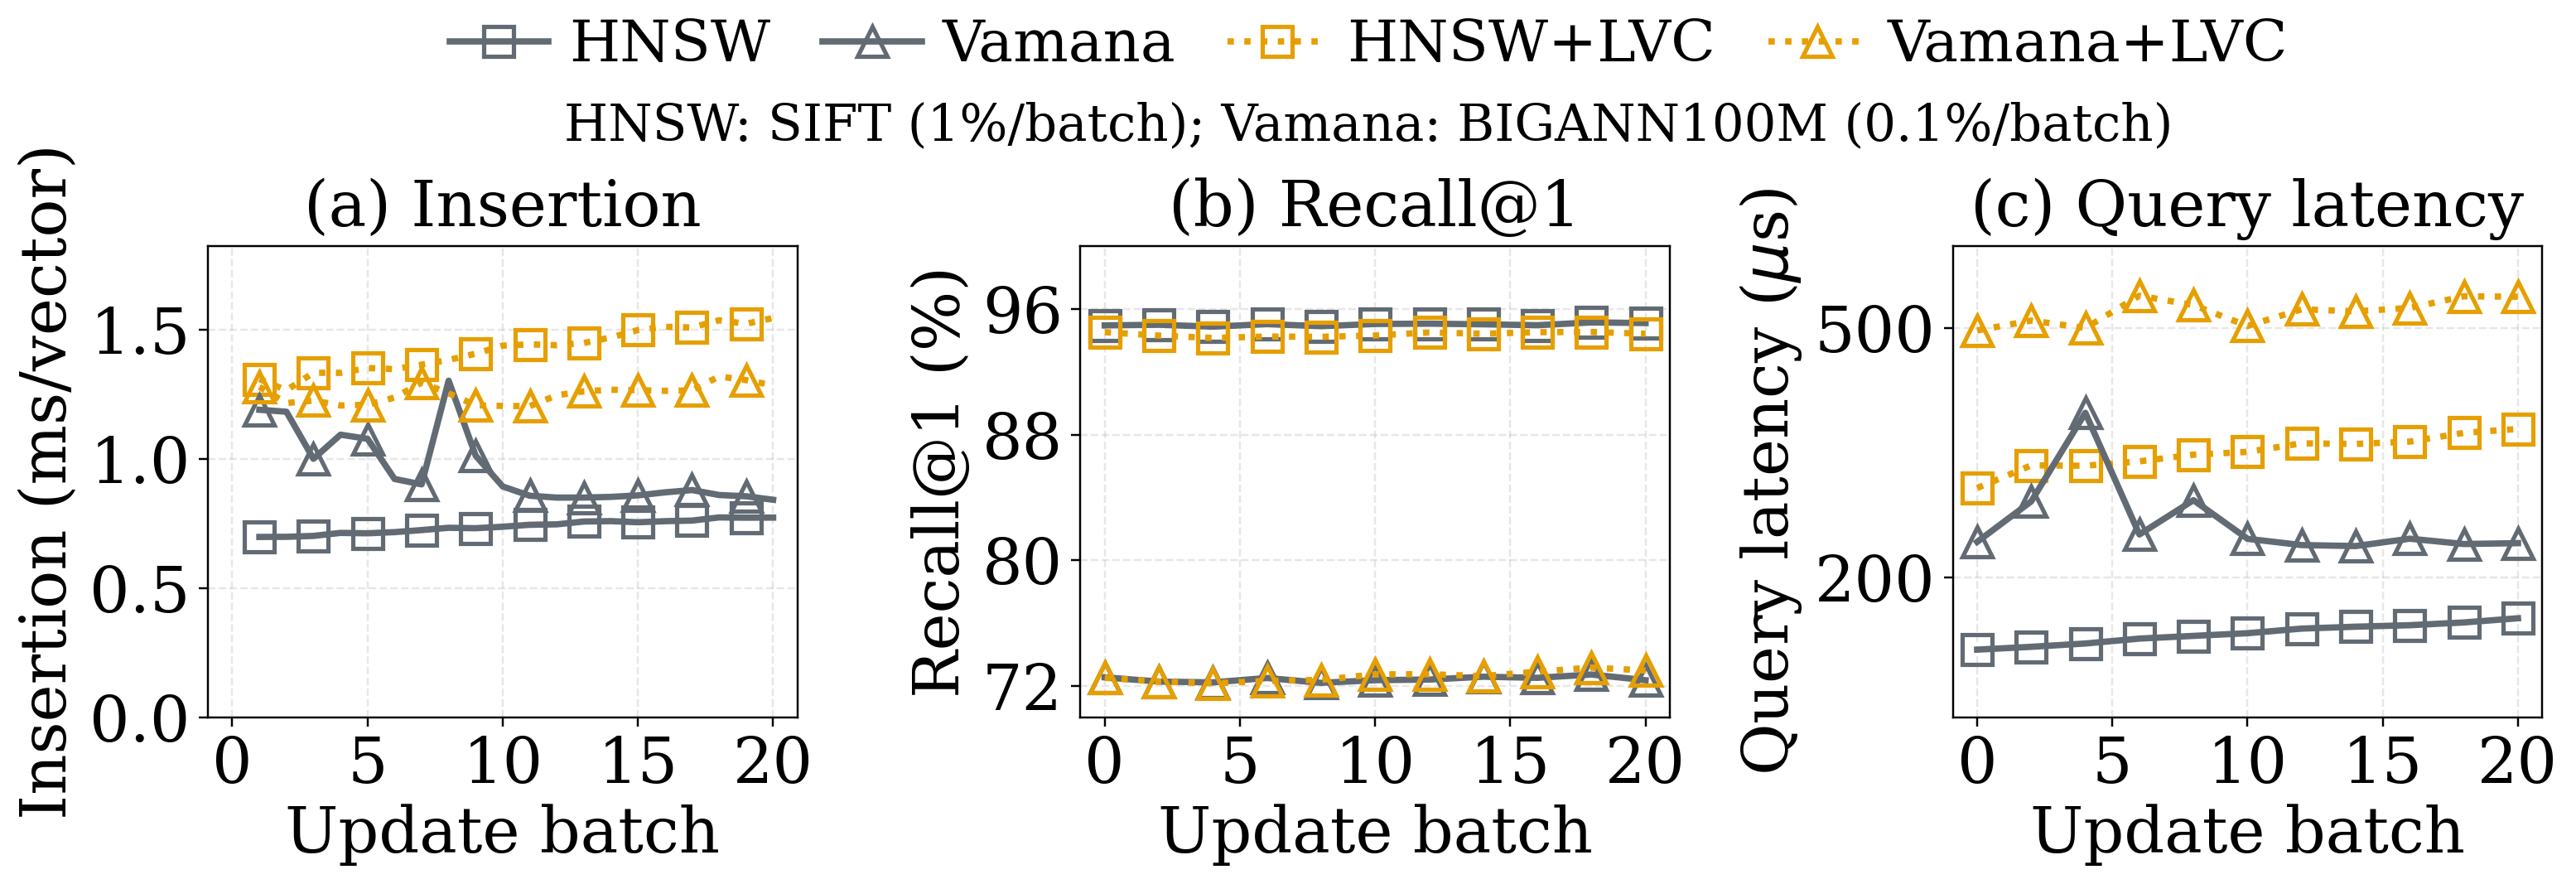 HNSW Vamana HNSW+LVC Vamana+LVC
HNSW: SIFT (1%/batch); Vamana: BIGANN100M (0.1%/batch)
(a) Insertion
Insertion (ms/vector)
1.5
1.0
0.5
0.0
0 5 10 15 20
Update batch
(b) Recall@1
Recall@1 (%)
96
88
80
72
0 5 10 15 20
Update batch
(c) Query latency
Query latency (μs)
500
200
0 5 10 15 20
Update batch